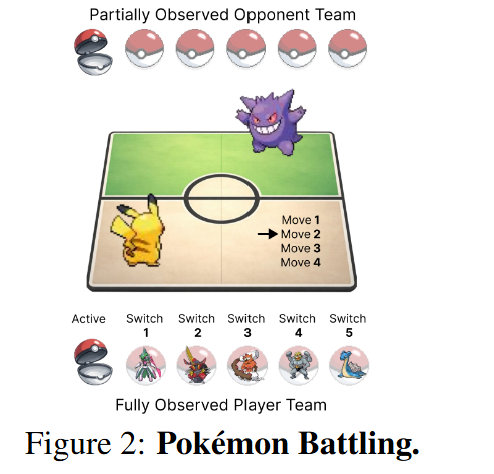 Partially Observed Opponent Team
Move 1
Move 2
Move 3
Move 4
Active Switch 1 Switch 2 Switch 3 Switch 4 Switch 5
Fully Observed Player Team
Figure 2: Pokémon Battling.